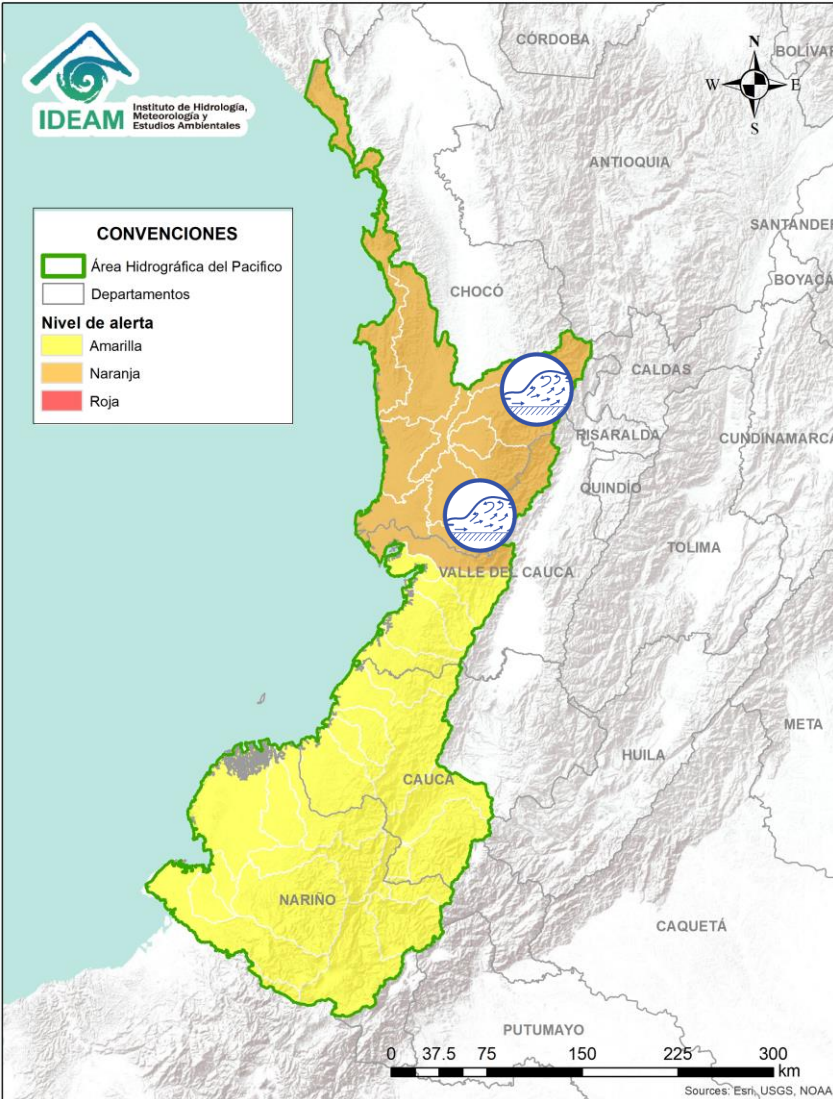 IDEAM
Instituto de Hidrología,
Meteorología y
Estudios Ambientales
N
W
E
S
CÓRDOBA
BOLÍVAR
ANTIOQUIA
SANTANDER
BOYACÁ
CHOCÓ
CALDAS
RISARALDA
CUNDINAMARCA
QUINDÍO
TOLIMA
VALLE DEL CAUCA
META
HUILA
CAUCA
NARIÑO
CAQUETÁ
PUTUMAYO
CONVENCIONES
Área Hidrográfica del Pacifico
Departamentos
Nivel de alerta
Amarilla
Naranja
Roja
0 37.5 75 150 225 300
km
Sources: Esri, USGS, NOAA